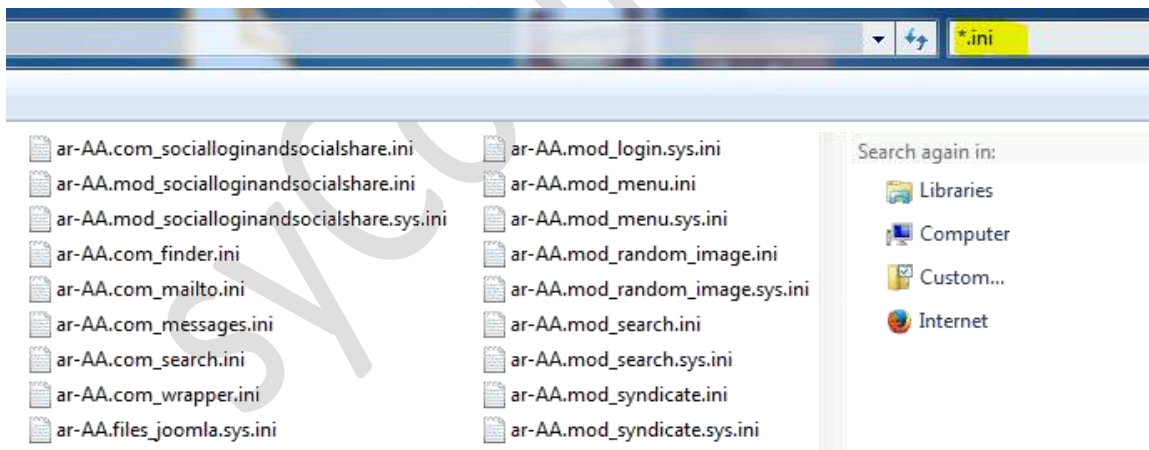 *.ini
ar-AA.com_socialloginandsocialshare.ini
ar-AA.mod_socialloginandsocialshare.ini
ar-AA.mod_socialloginandsocialshare.sys.ini
ar-AA.com_finder.ini
ar-AA.com_mailto.ini
ar-AA.com_messages.ini
ar-AA.com_search.ini
ar-AA.com_wrapper.ini
ar-AA.files_joomla.sys.ini
ar-AA.mod_login.sys.ini
ar-AA.mod_menu.ini
ar-AA.mod_menu.sys.ini
ar-AA.mod_random_image.ini
ar-AA.mod_random_image.sys.ini
ar-AA.mod_search.ini
ar-AA.mod_search.sys.ini
ar-AA.mod_syndicate.ini
ar-AA.mod_syndicate.sys.ini
Search again in:
Libraries
Computer
Custom...
Internet